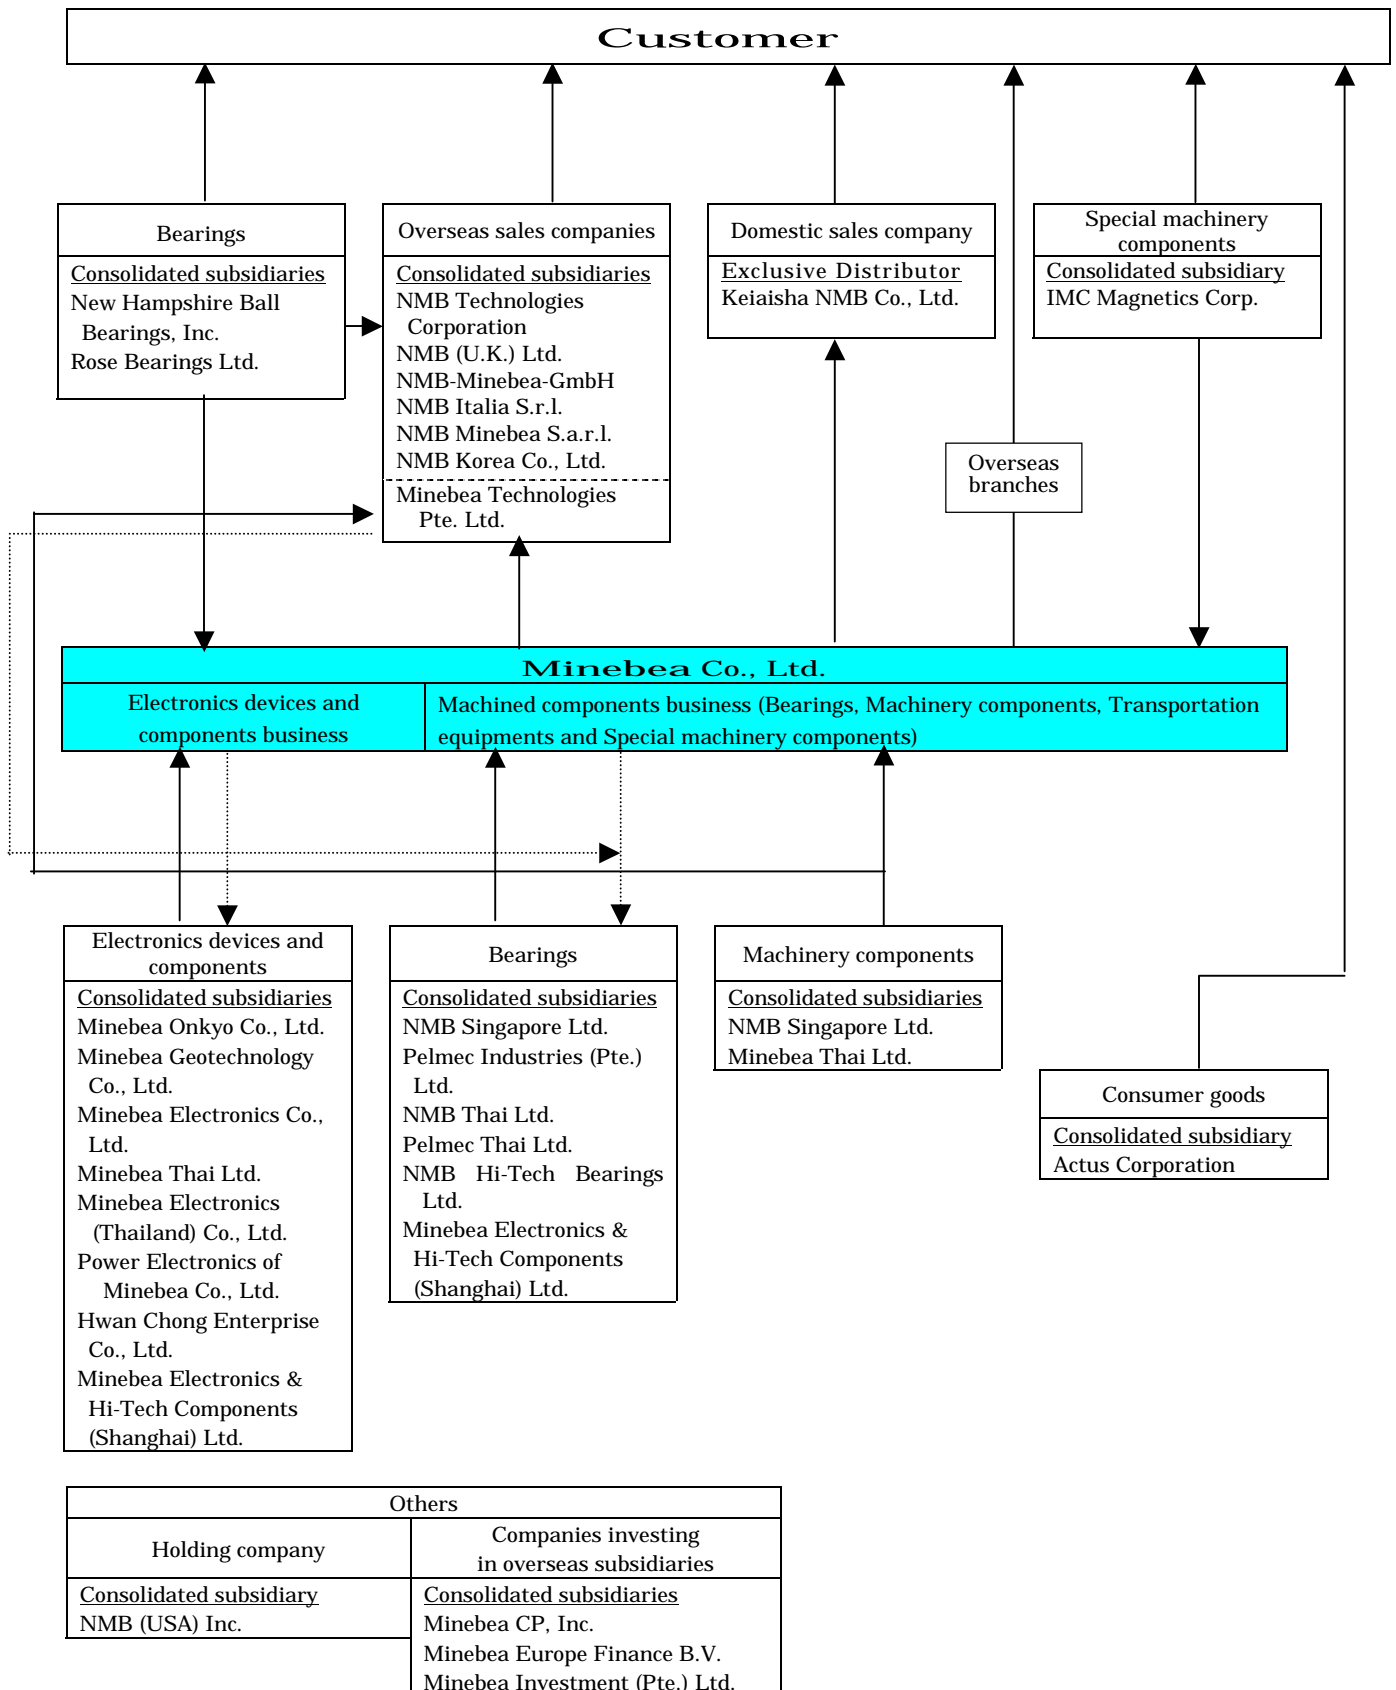 Customer
Bearings
Consolidated subsidiaries
New Hampshire Ball
Bearings, Inc.
Rose Bearings Ltd.
Overseas sales companies
Consolidated subsidiaries
NMB Technologies
Corporation
NMB (U.K.) Ltd.
NMB-Minebea-GmbH
NMB Italia S.r.l.
NMB Minebea S.a.r.l.
NMB Korea Co., Ltd.
Minebea Technologies
Pte. Ltd.
Domestic sales company
Exclusive Distributor
Keiaisha NMB Co., Ltd.
Special machinery
components
Consolidated subsidiary
IMC Magnetics Corp.
Overseas
branches
Minebea Co., Ltd.
Electronics devices and
components business
Machined components business (Bearings, Machinery components, Transportation
equipments and Special machinery components)
Electronics devices and
components
Consolidated subsidiaries
Minebea Onkyo Co., Ltd.
Minebea Geotechnology
Co., Ltd.
Minebea Electronics Co.,
Ltd.
Minebea Thai Ltd.
Minebea Electronics
(Thailand) Co., Ltd.
Power Electronics of
Minebea Co., Ltd.
Hwan Chong Enterprise
Co., Ltd.
Minebea Electronics &
Hi-Tech Components
(Shanghai) Ltd.
Bearings
Consolidated subsidiaries
NMB Singapore Ltd.
Pelmec Industries (Pte.)
Ltd.
NMB Thai Ltd.
Pelmec Thai Ltd.
NMB Hi-Tech Bearings
Ltd.
Minebea Electronics &
Hi-Tech Components
(Shanghai) Ltd.
Machinery components
Consolidated subsidiaries
NMB Singapore Ltd.
Minebea Thai Ltd.
Consumer goods
Consolidated subsidiary
Actus Corporation
Others
Holding company
Consolidated subsidiary
NMB (USA) Inc.
Companies investing
in overseas subsidiaries
Consolidated subsidiaries
Minebea CP, Inc.
Minebea Europe Finance B.V.
Minebea Investment (Pte.) Ltd.